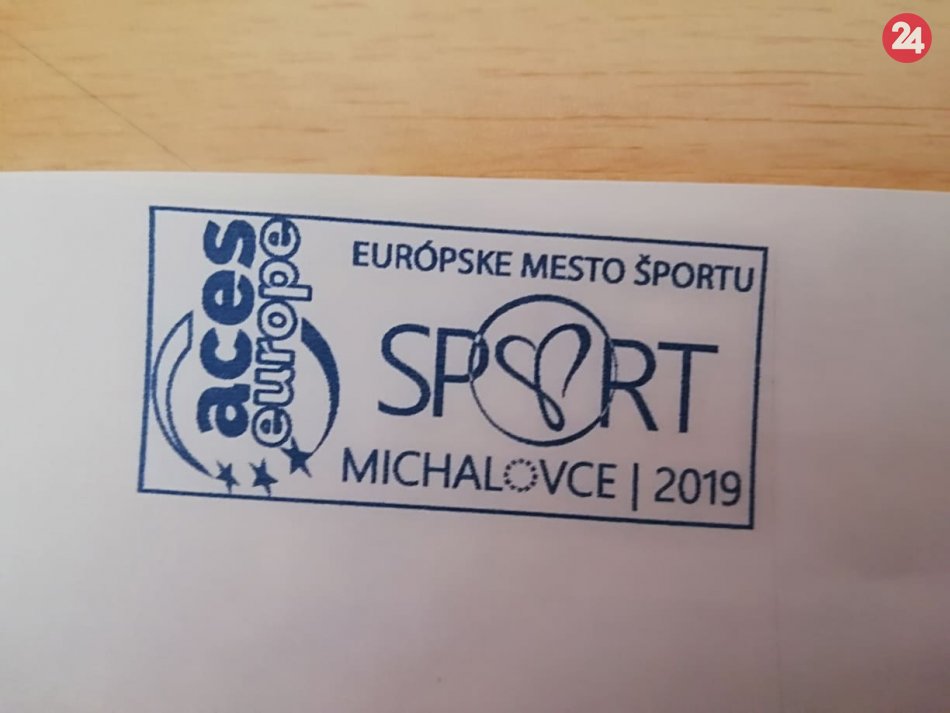 24
aces
europe
EURÓPSKE MESTO ŠPORTU
SPORT
MICHALOVCE | 2019